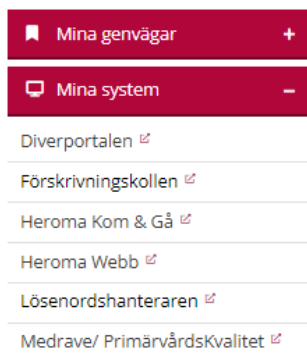 Mina genvägar +
Mina system –
Diverportalen
Förskrivningskollen
Heroma Kom & Gå
Heroma Webb
Lösenordshanteraren
Medrave/ PrimärvårdsKvalitet